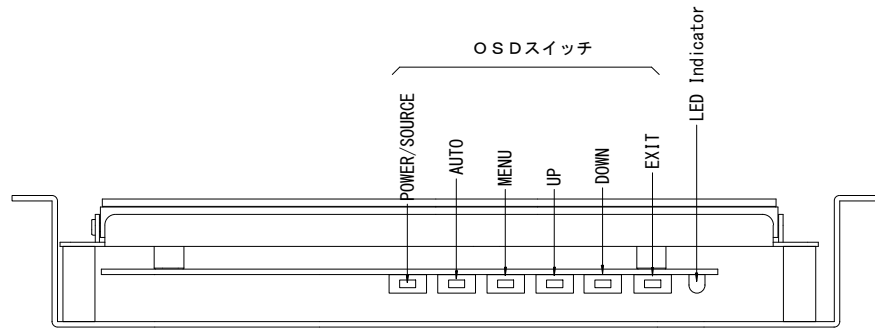 ＯＳＤスイッチ
POWER/SOURCE
AUTO
MENU
UP
DOWN
EXIT
LED Indicator